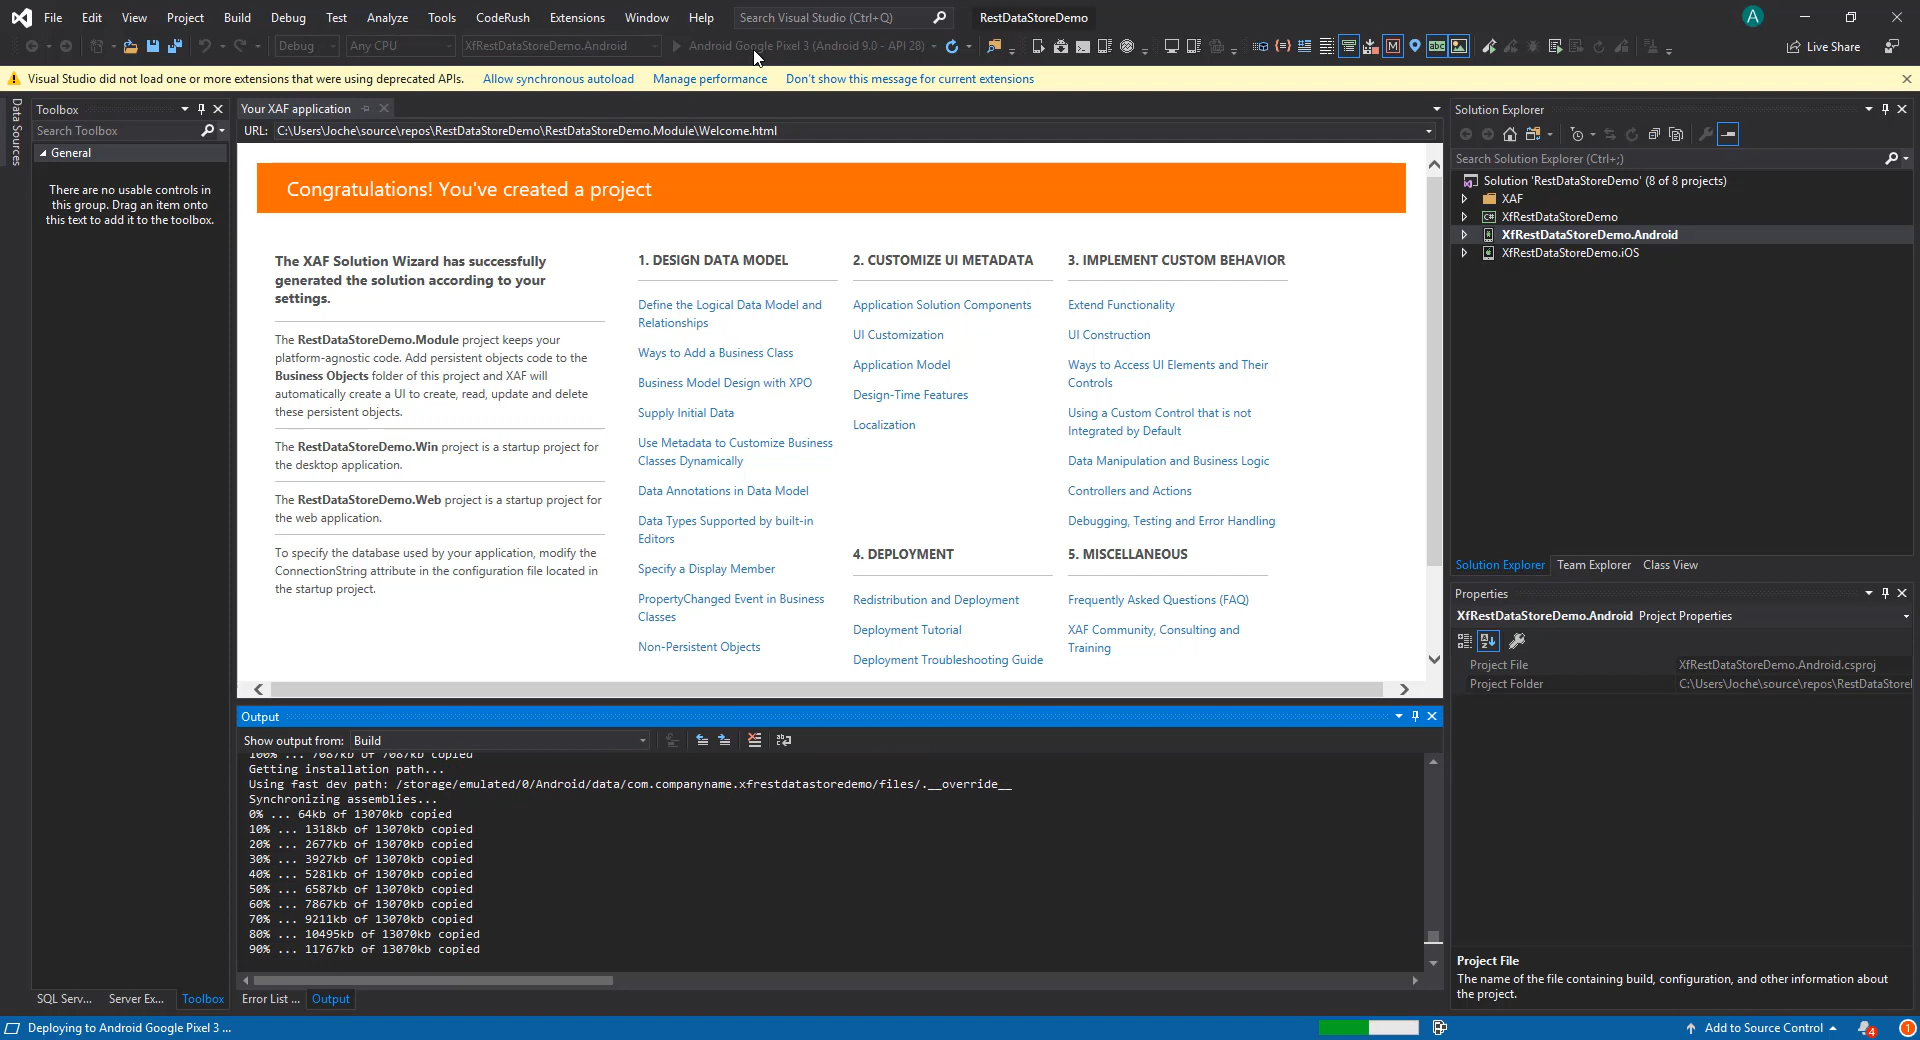 File Edit View Project Build Debug Test Analyze Tools CodeRush Extensions Window Help Search Visual Studio (Ctrl+Q) RestDataStoreDemo A
Debug Any CPU XfRestDataStoreDemo.Android Android Google Pixel 3 (Android 9.0 - API 28) Live Share
Visual Studio did not load one or more extensions that were using deprecated APIs. Allow synchronous autoload Manage performance Don't show this message for current extensions
Data Sources
Toolbox
Search Toolbox
General
There are no usable controls in
this group. Drag an item onto
this text to add it to the toolbox.
SQL Serv... Server Ex... Toolbox
Your XAF application
URL: C:\Users\Joche\source\repos\RestDataStoreDemo\RestDataStoreDemo.Module\Welcome.html
Congratulations! You've created a project
The XAF Solution Wizard has successfully
generated the solution according to your
settings.
The RestDataStoreDemo.Module project keeps your
platform-agnostic code. Add persistent objects code to the
Business Objects folder of this project and XAF will
automatically create a UI to create, read, update and delete
these persistent objects.
The RestDataStoreDemo.Win project is a startup project for
the desktop application.
The RestDataStoreDemo.Web project is a startup project for
the web application.
To specify the database used by your application, modify the
ConnectionString attribute in the configuration file located in
the startup project.
1. DESIGN DATA MODEL
Define the Logical Data Model and
Relationships
Ways to Add a Business Class
Business Model Design with XPO
Supply Initial Data
Use Metadata to Customize Business
Classes Dynamically
Data Annotations in Data Model
Data Types Supported by built-in
Editors
Specify a Display Member
PropertyChanged Event in Business
Classes
Non-Persistent Objects
2. CUSTOMIZE UI METADATA
Application Solution Components
UI Customization
Application Model
Design-Time Features
Localization
3. IMPLEMENT CUSTOM BEHAVIOR
Extend Functionality
UI Construction
Ways to Access UI Elements and Their
Controls
Using a Custom Control that is not
Integrated by Default
Data Manipulation and Business Logic
Controllers and Actions
Debugging, Testing and Error Handling
4. DEPLOYMENT
Redistribution and Deployment
Deployment Tutorial
Deployment Troubleshooting Guide
5. MISCELLANEOUS
Frequently Asked Questions (FAQ)
XAF Community, Consulting and
Training
Output
Show output from: Build
100% ... 7087kb of 7087kb copied
Getting installation path...
Using fast dev path: /storage/emulated/0/Android/data/com.companyname.xfrestdatastoredemo/files/.__override__
Synchronizing assemblies...
0% ... 64kb of 13070kb copied
10% ... 1318kb of 13070kb copied
20% ... 2677kb of 13070kb copied
30% ... 3927kb of 13070kb copied
40% ... 5281kb of 13070kb copied
50% ... 6587kb of 13070kb copied
60% ... 7867kb of 13070kb copied
70% ... 9211kb of 13070kb copied
80% ... 10495kb of 13070kb copied
90% ... 11767kb of 13070kb copied
Error List ... Output
Solution Explorer
Search Solution Explorer (Ctrl+;)
Solution 'RestDataStoreDemo' (8 of 8 projects)
XAF
XfRestDataStoreDemo
XfRestDataStoreDemo.Android
XfRestDataStoreDemo.iOS
Solution Explorer Team Explorer Class View
Properties
XfRestDataStoreDemo.Android Project Properties
Project File XfRestDataStoreDemo.Android.csproj
Project Folder C:\Users\Joche\source\repos\RestDataStorel
Project File
The name of the file containing build, configuration, and other information about
the project.
Deploying to Android Google Pixel 3 ... Add to Source Control 4 1